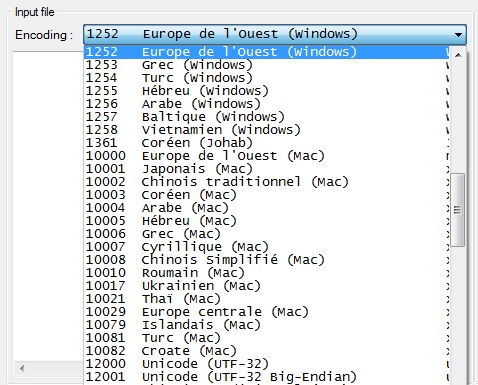 Input file
Encoding : 1252 Europe de l'Ouest (Windows)
1252 Europe de l'Ouest (Windows)
1253 Grec (Windows)
1254 Turc (Windows)
1255 Hébreu (Windows)
1256 Arabe (Windows)
1257 Baltique (Windows)
1258 Vietnamien (Windows)
1361 Coréen (Johab)
10000 Europe de l'Ouest (Mac)
10001 Japonais (Mac)
10002 Chinois traditionnel (Mac)
10003 Coréen (Mac)
10004 Arabe (Mac)
10005 Hébreu (Mac)
10006 Grec (Mac)
10007 Cyrillique (Mac)
10008 Chinois Simplifié (Mac)
10010 Roumain (Mac)
10017 Ukrainien (Mac)
10021 Thaï (Mac)
10029 Europe centrale (Mac)
10079 Islandais (Mac)
10081 Turc (Mac)
10082 Croate (Mac)
12000 Unicode (UTF-32)
12001 Unicode (UTF-32 Big-Endian)